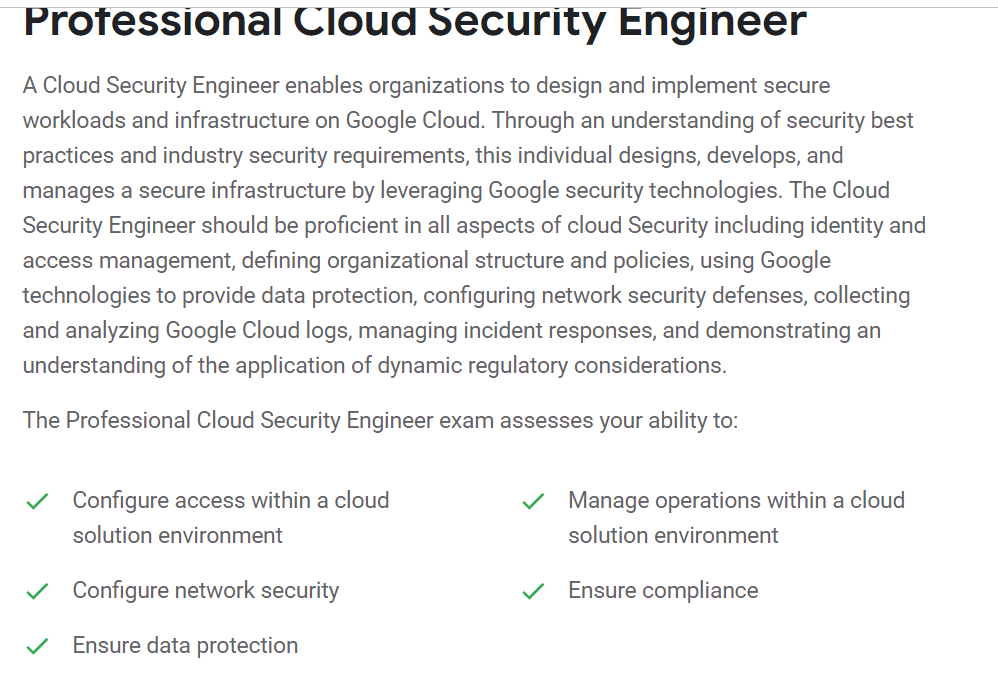 Professional Cloud Security Engineer
A Cloud Security Engineer enables organizations to design and implement secure
workloads and infrastructure on Google Cloud. Through an understanding of security best
practices and industry security requirements, this individual designs, develops, and
manages a secure infrastructure by leveraging Google security technologies. The Cloud
Security Engineer should be proficient in all aspects of cloud Security including identity and
access management, defining organizational structure and policies, using Google
technologies to provide data protection, configuring network security defenses, collecting
and analyzing Google Cloud logs, managing incident responses, and demonstrating an
understanding of the application of dynamic regulatory considerations.
The Professional Cloud Security Engineer exam assesses your ability to:
Configure access within a cloud
solution environment
Manage operations within a cloud
solution environment
Configure network security
Ensure compliance
Ensure data protection